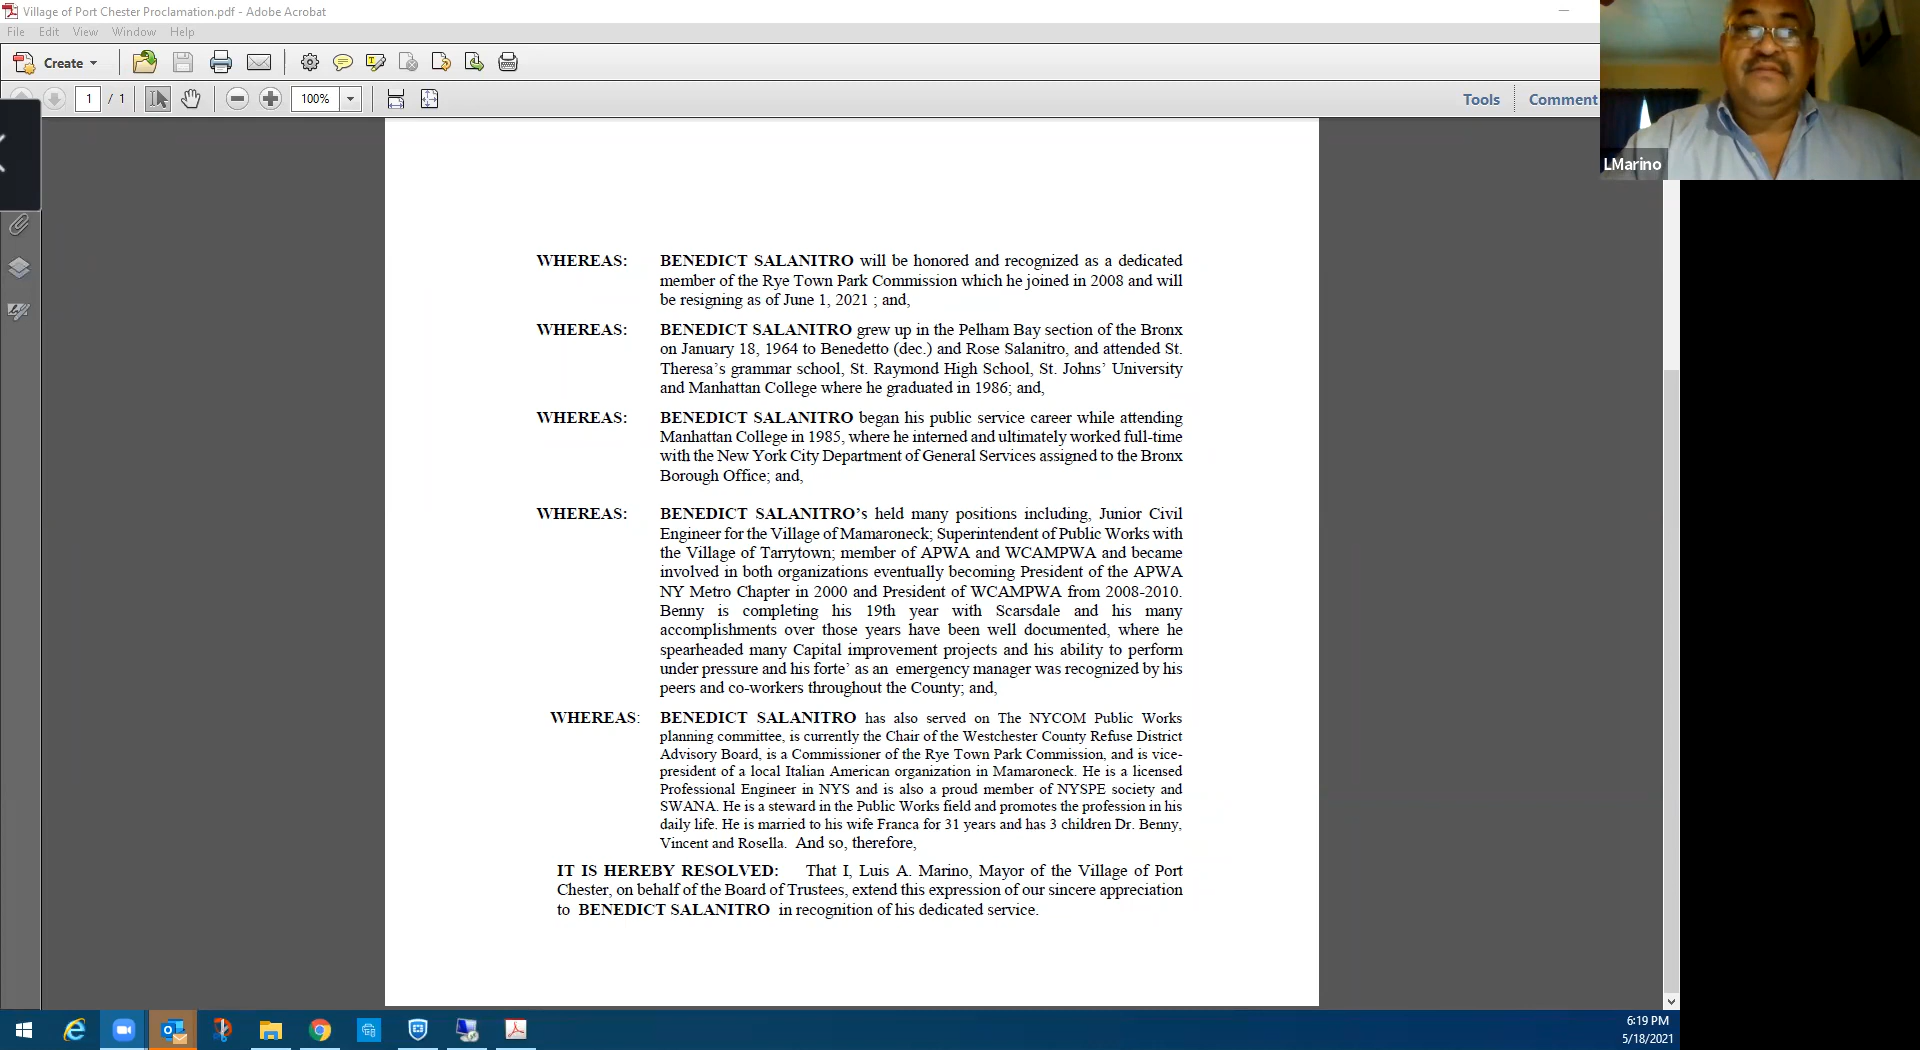 Village of Port Chester Proclamation.pdf - Adobe Acrobat
File Edit View Window Help
Create
1 / 1 100% Tools Comment
LMarino
WHEREAS: BENEDICT SALANITRO will be honored and recognized as a dedicated
member of the Rye Town Park Commission which he joined in 2008 and will
be resigning as of June 1, 2021 ; and,
WHEREAS: BENEDICT SALANITRO grew up in the Pelham Bay section of the Bronx
on January 18, 1964 to Benedetto (dec.) and Rose Salanitro, and attended St.
Theresa's grammar school, St. Raymond High School, St. Johns' University
and Manhattan College where he graduated in 1986; and,
WHEREAS: BENEDICT SALANITRO began his public service career while attending
Manhattan College in 1985, where he interned and ultimately worked full-time
with the New York City Department of General Services assigned to the Bronx
Borough Office; and,
WHEREAS: BENEDICT SALANITRO's held many positions including, Junior Civil
Engineer for the Village of Mamaroneck; Superintendent of Public Works with
the Village of Tarrytown; member of APWA and WCAMPWA and became
involved in both organizations eventually becoming President of the APWA
NY Metro Chapter in 2000 and President of WCAMPWA from 2008-2010.
Benny is completing his 19th year with Scarsdale and his many
accomplishments over those years have been well documented, where he
spearheaded many Capital improvement projects and his ability to perform
under pressure and his forte' as an emergency manager was recognized by his
peers and co-workers throughout the County; and,
WHEREAS: BENEDICT SALANITRO has also served on The NYCOM Public Works
planning committee, is currently the Chair of the Westchester County Refuse District
Advisory Board, is a Commissioner of the Rye Town Park Commission, and is vice-
president of a local Italian American organization in Mamaroneck. He is a licensed
Professional Engineer in NYS and is also a proud member of NYSPE society and
SWANA. He is a steward in the Public Works field and promotes the profession in his
daily life. He is married to his wife Franca for 31 years and has 3 children Dr. Benny,
Vincent and Rosella. And so, therefore,
IT IS HEREBY RESOLVED: That I, Luis A. Marino, Mayor of the Village of Port
Chester, on behalf of the Board of Trustees, extend this expression of our sincere appreciation
to BENEDICT SALANITRO in recognition of his dedicated service.
6:19 PM
5/18/2021